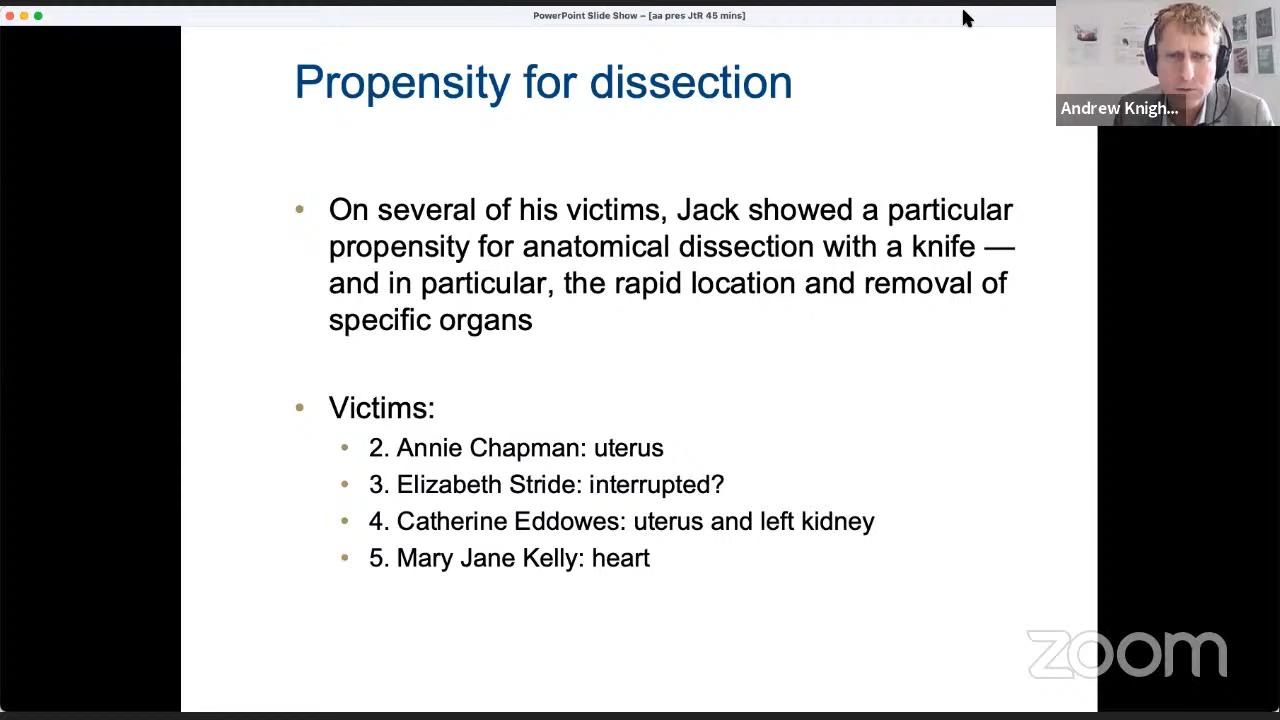 PowerPoint Slide Show – [aa pres JtR 45 mins]
Andrew Knigh...
Propensity for dissection
• On several of his victims, Jack showed a particular
propensity for anatomical dissection with a knife —
and in particular, the rapid location and removal of
specific organs
• Victims:
• 2. Annie Chapman: uterus
• 3. Elizabeth Stride: interrupted?
• 4. Catherine Eddowes: uterus and left kidney
• 5. Mary Jane Kelly: heart
zoom